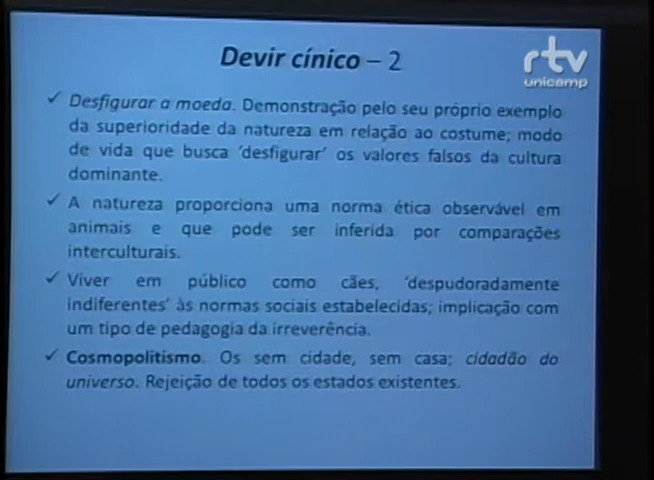 Devir cínico – 2
rtv
unicamp
✓ Desfigurar a moeda. Demonstração pelo seu próprio exemplo
da superioridade da natureza em relação ao costume; modo
de vida que busca 'desfigurar' os valores falsos da cultura
dominante.
✓ A natureza proporciona uma norma ética observável em
animais e que pode ser inferida por comparações
interculturais.
✓ Viver em público como cães, 'despudoradamente
indiferentes' às normas sociais estabelecidas; implicação com
um tipo de pedagogia da irreverência.
✓ Cosmopolitismo. Os sem cidade, sem casa; cidadão do
universo. Rejeição de todos os estados existentes.